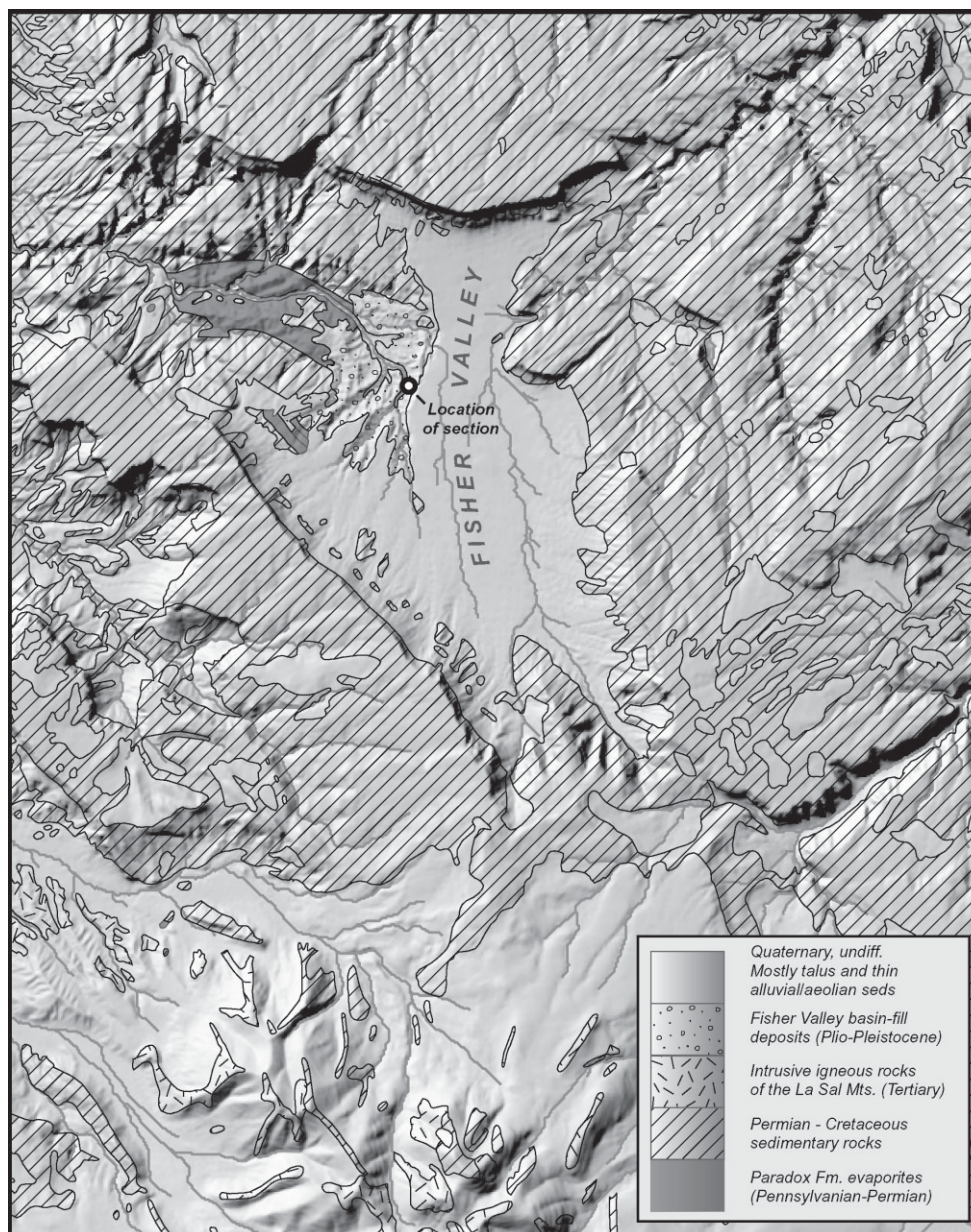 FISHER VALLEY
Location
of section
Quaternary, undiff.
Mostly talus and thin
alluvial/aeolian seds
Fisher Valley basin-fill
deposits (Plio-Pleistocene)
Intrusive igneous rocks
of the La Sal Mts. (Tertiary)
Permian - Cretaceous
sedimentary rocks
Paradox Fm. evaporites
(Pennsylvanian-Permian)